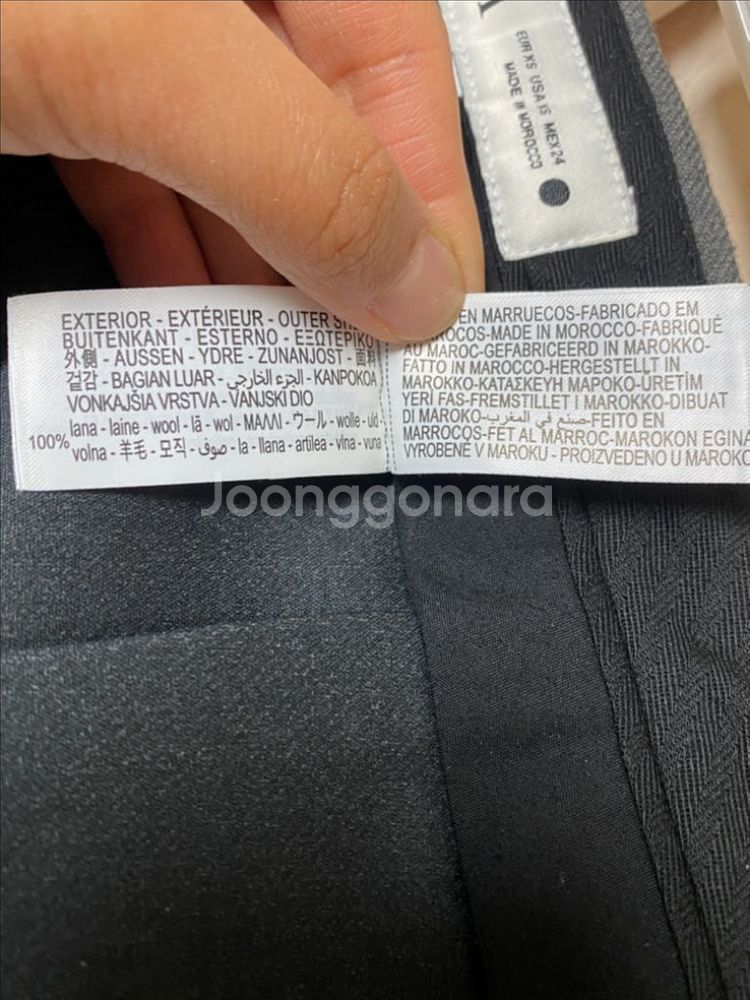 EUR XS USA XS MEX 24
MADE IN MOROCCO
EXTERIOR - EXTÉRIEUR - OUTER
BUITENKANT - ESTERNO - ΕΞΩΤΕΡΙΚΟ
外側 - AUSSEN - YDRE - ZUNANJOST - 面料
겉감 - BAGIAN LUAR - الجزء الخارجي - KANPOKOA
VONKAJŠIA VRSTVA - VANJSKI DIO
100% lana - laine - wool - lã - wol - ΜΑΛΛΙ - ウール - wolle - uld -
volna - 羊毛 - 모직 - صوف - la - llana - artilea - vlna - vuna
EN MARRUECOS-FABRICADO EM
MADE IN MOROCCO-FABRIQUÉ
AU MAROC-GEFABRICEERD IN MAROKKO-
FATTO IN MAROCCO-HERGESTELLT IN
MAROKKO-ΚΑΤΑΣΚΕΥΗ ΜΑΡΟΚΟ-ÜRETİM
YERİ FAS-FREMSTILLET I MAROKKO-DIBUAT
DI MAROKO-صنع في المغرب-FEITO EN
MARROCOS-FET AL MARROC-MAROKON EGINA
VYROBENÉ V MAROKU - PROIZVEDENO U MAROKO
Joonggonara